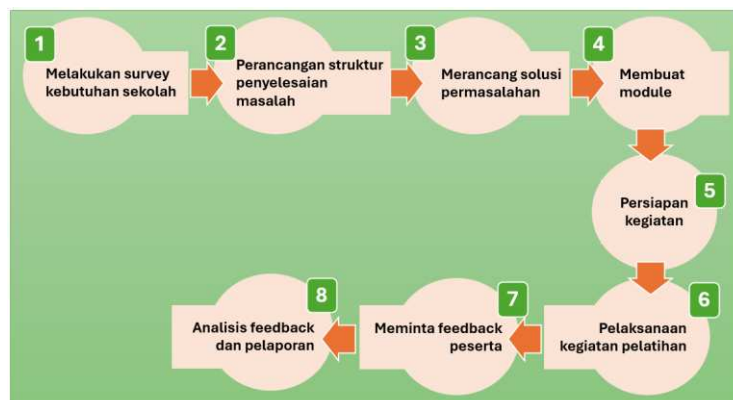 1
Melakukan survey
kebutuhan sekolah
2
Perancangan struktur
penyelesaian
masalah
3
Merancang solusi
permasalahan
4
Membuat
module
5
Persiapan
kegiatan
6
Pelaksanaan
kegiatan pelatihan
7
Meminta feedback
peserta
8
Analisis feedback
dan pelaporan